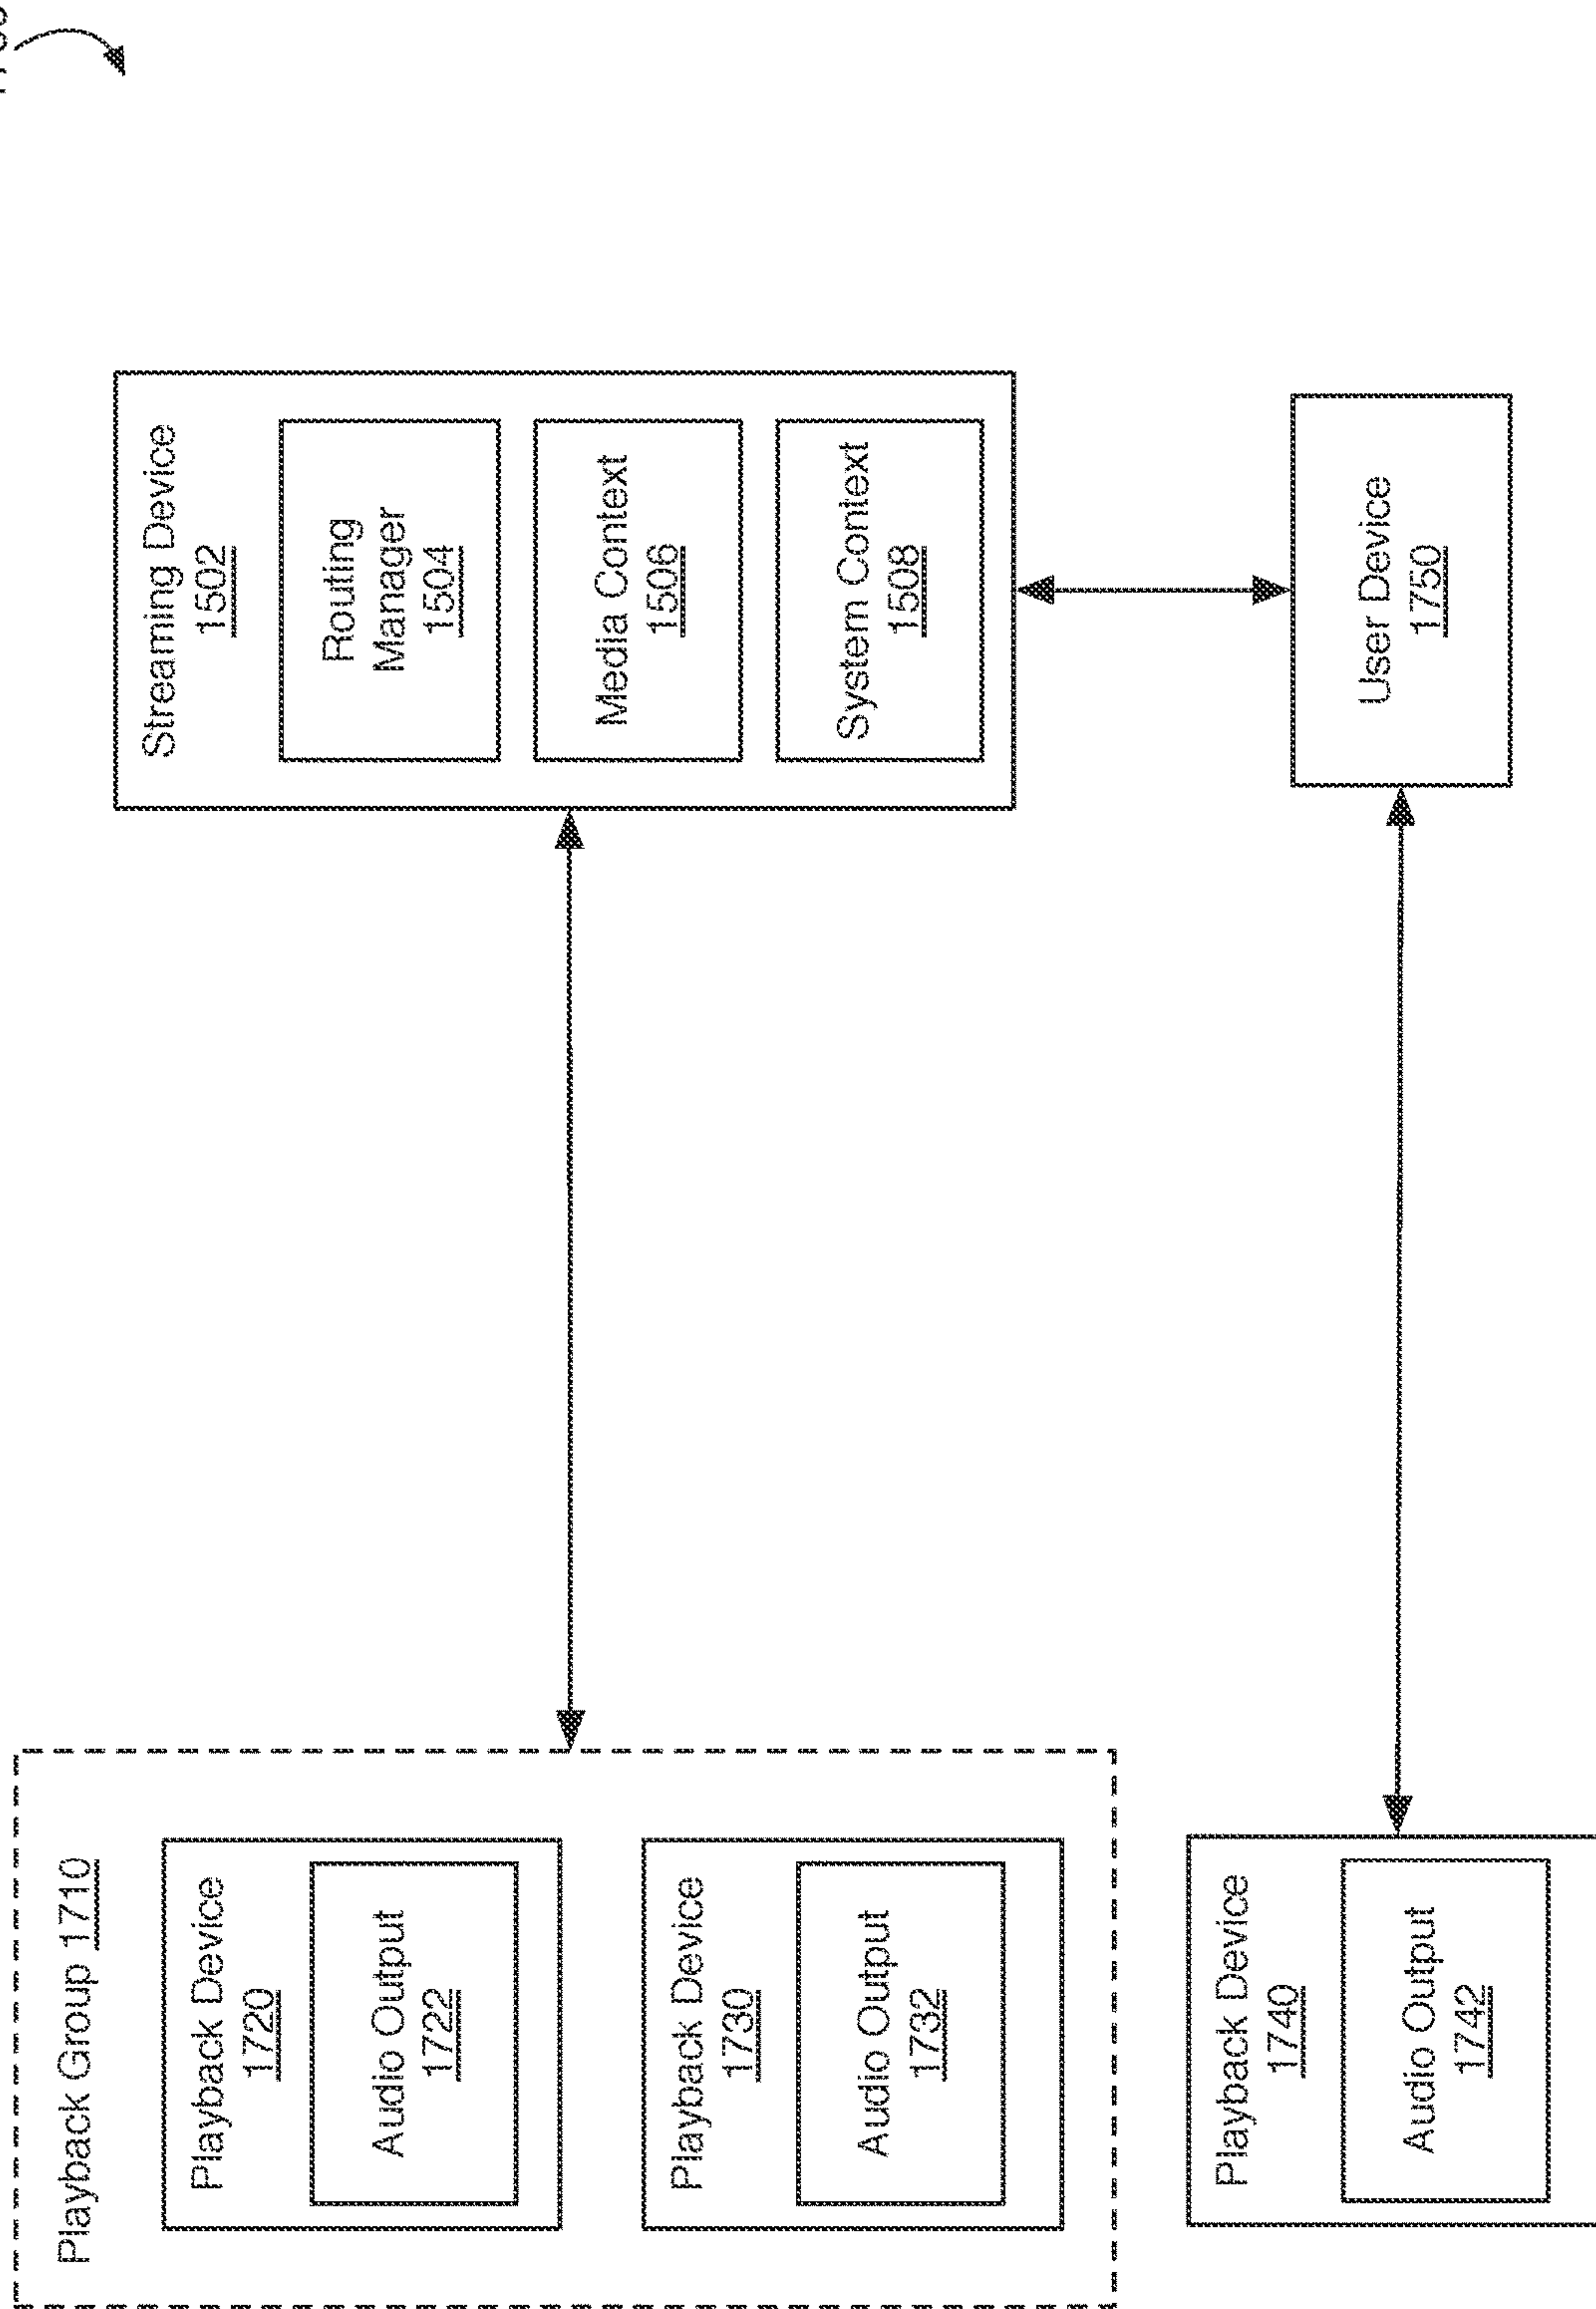 Playback Group 1710
Playback Device
1720
Audio Output
1722
Playback Device
1730
Audio Output
1732
Playback Device
1740
Audio Output
1742
Streaming Device
1502
Routing
Manager
1504
Media Context
1506
System Context
1508
User Device
1750